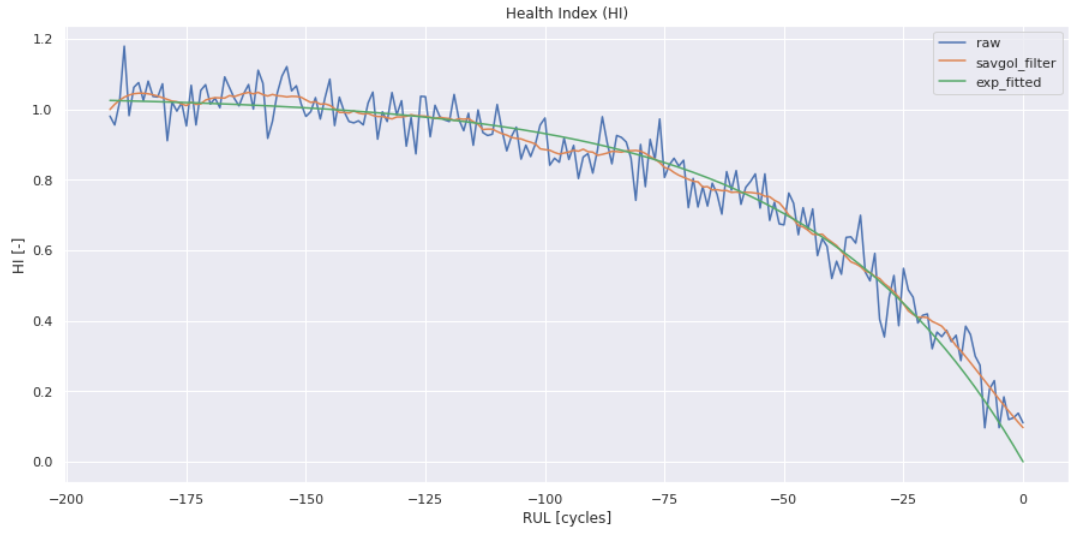 Health Index (HI)
1.2
1.0
0.8
0.6
0.4
0.2
0.0
HI [-]
raw
savgol_filter
exp_fitted
−200
−175
−150
−125
−100
−75
−50
−25
0
RUL [cycles]